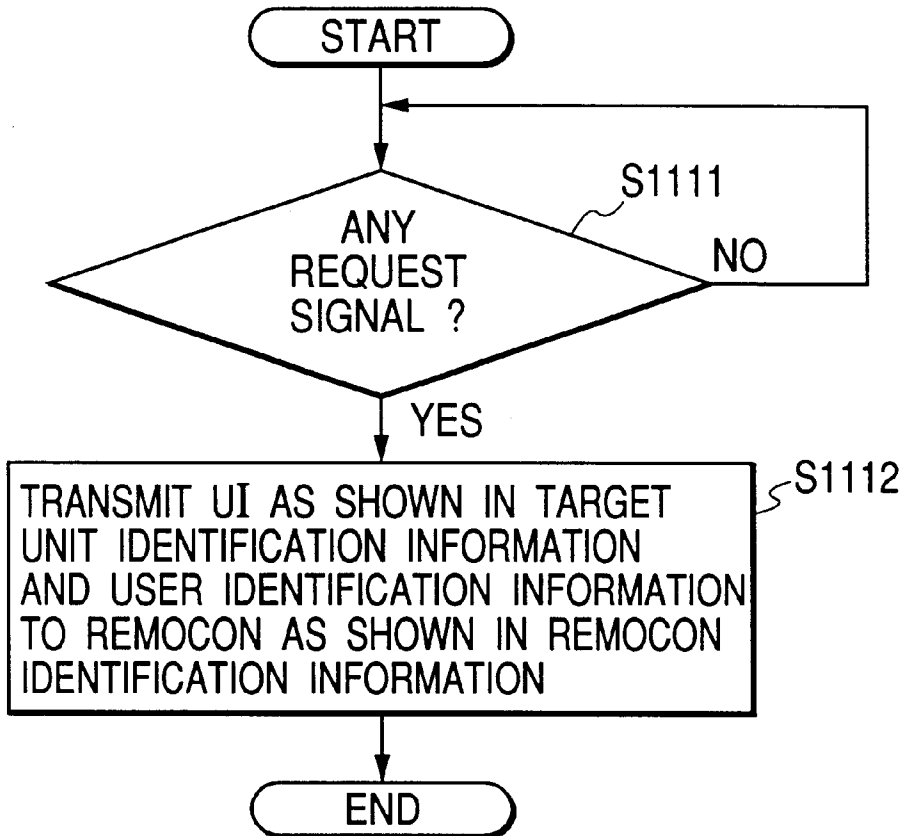 START
S1111
ANY
REQUEST
SIGNAL ?
NO
YES
S1112
TRANSMIT UI AS SHOWN IN TARGET
UNIT IDENTIFICATION INFORMATION
AND USER IDENTIFICATION INFORMATION
TO REMOCON AS SHOWN IN REMOCON
IDENTIFICATION INFORMATION
END